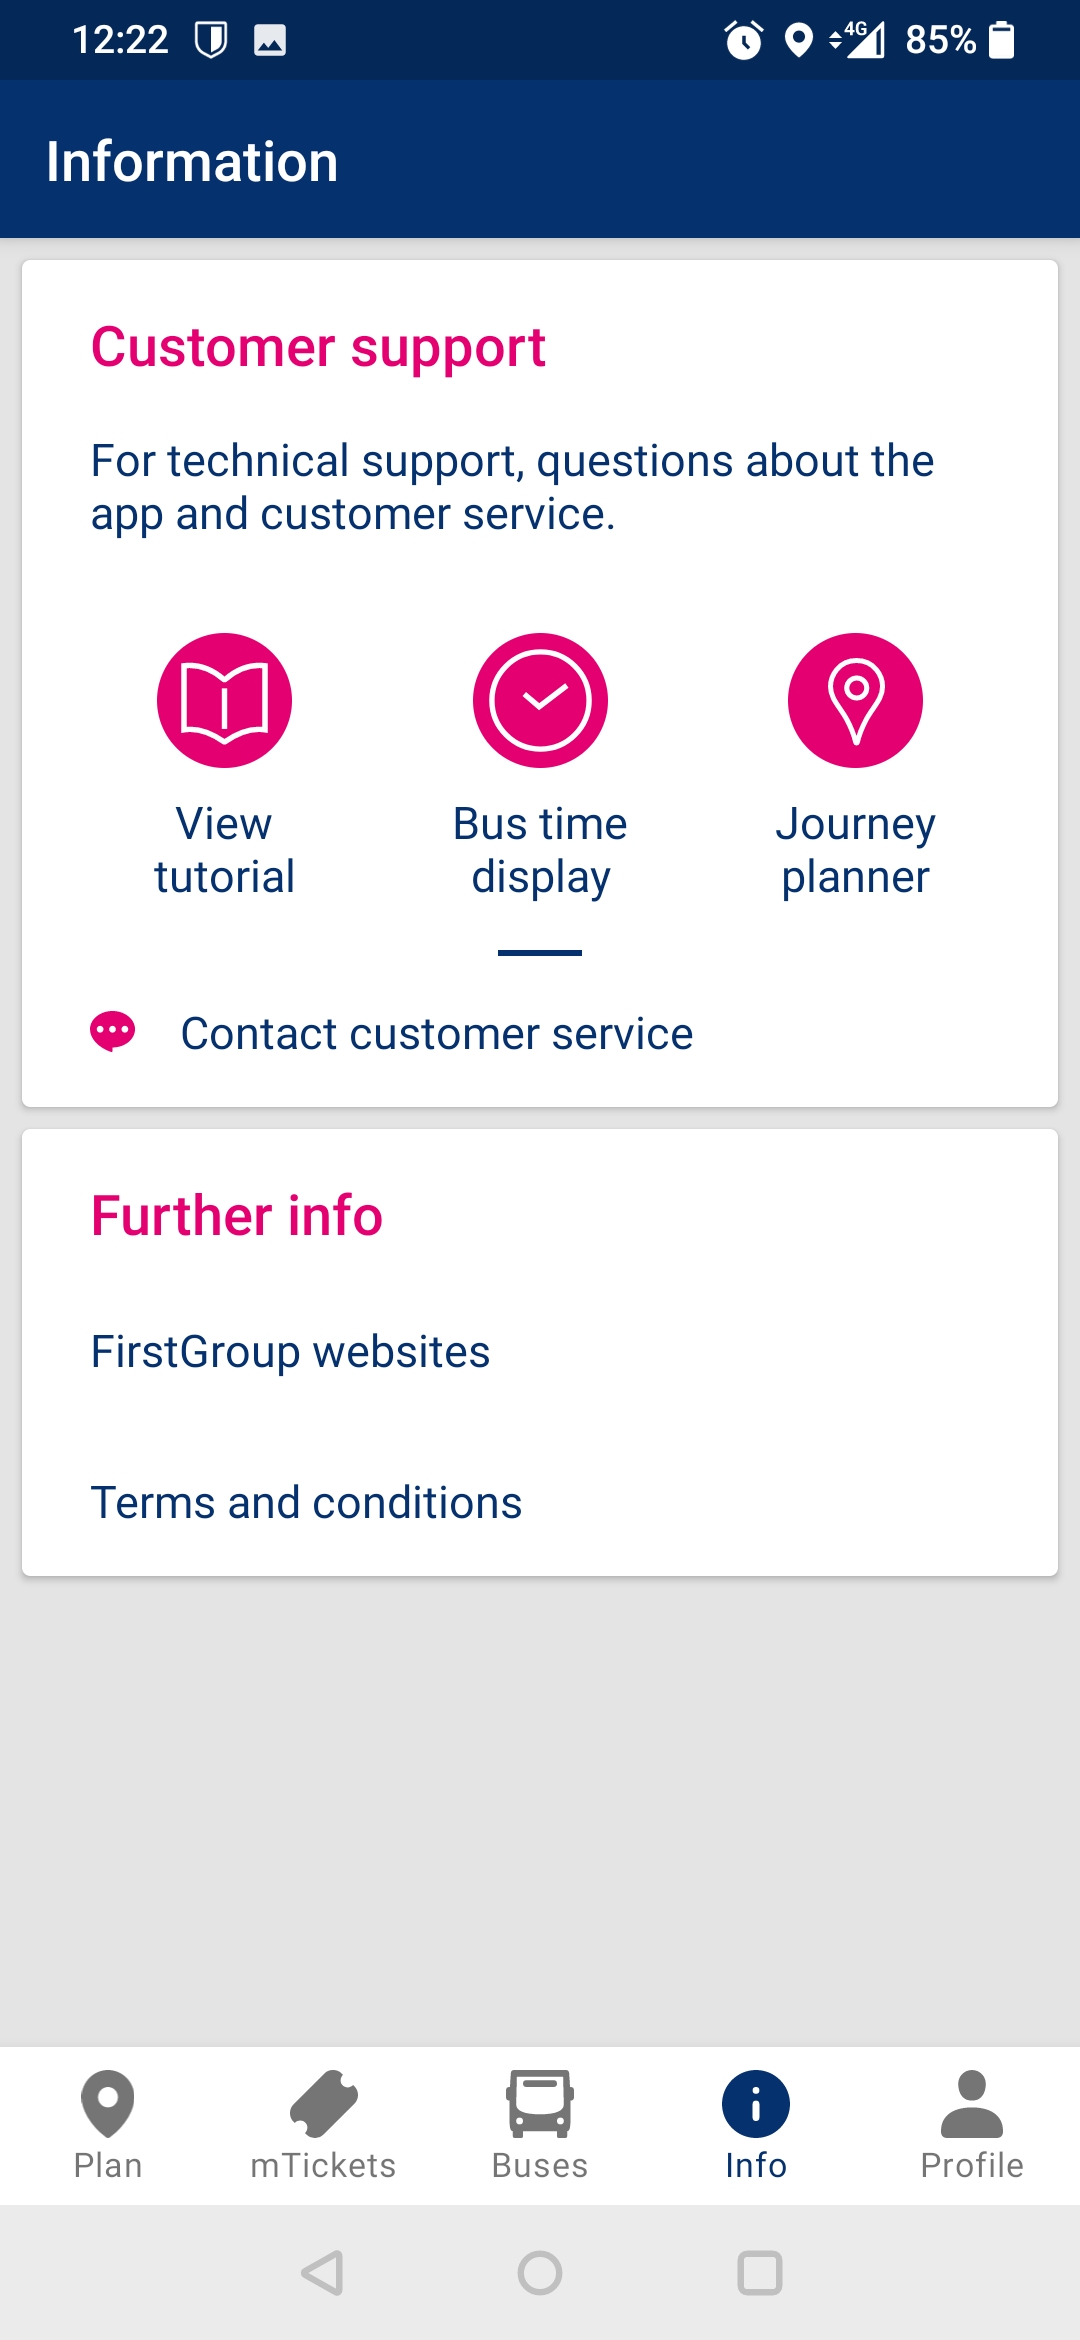 12:22 4G 85%
Information
Customer support
For technical support, questions about the
app and customer service.
View
tutorial
Bus time
display
Journey
planner
Contact customer service
Further info
FirstGroup websites
Terms and conditions
Plan mTickets Buses Info Profile